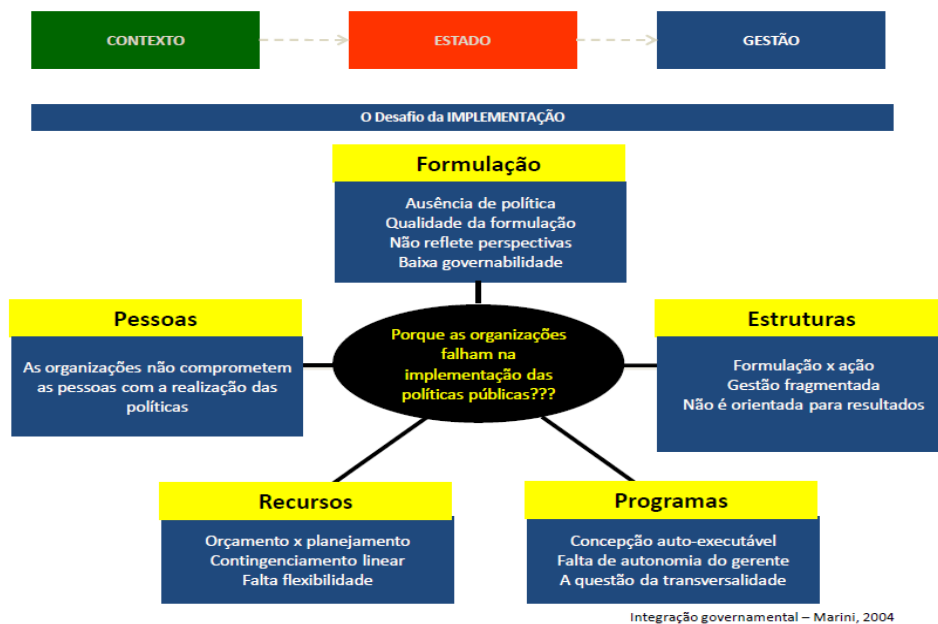 CONTEXTO
ESTADO
GESTÃO
O Desafio da IMPLEMENTAÇÃO
Formulação
Ausência de política
Qualidade da formulação
Não reflete perspectivas
Baixa governabilidade
Pessoas
As organizações não comprometem
as pessoas com a realização das
políticas
Porque as organizações
falham na
implementação das
políticas públicas???
Estruturas
Formulação x ação
Gestão fragmentada
Não é orientada para resultados
Recursos
Orçamento x planejamento
Contingenciamento linear
Falta flexibilidade
Programas
Concepção auto-executável
Falta de autonomia do gerente
A questão da transversalidade
Integração governamental – Marini, 2004